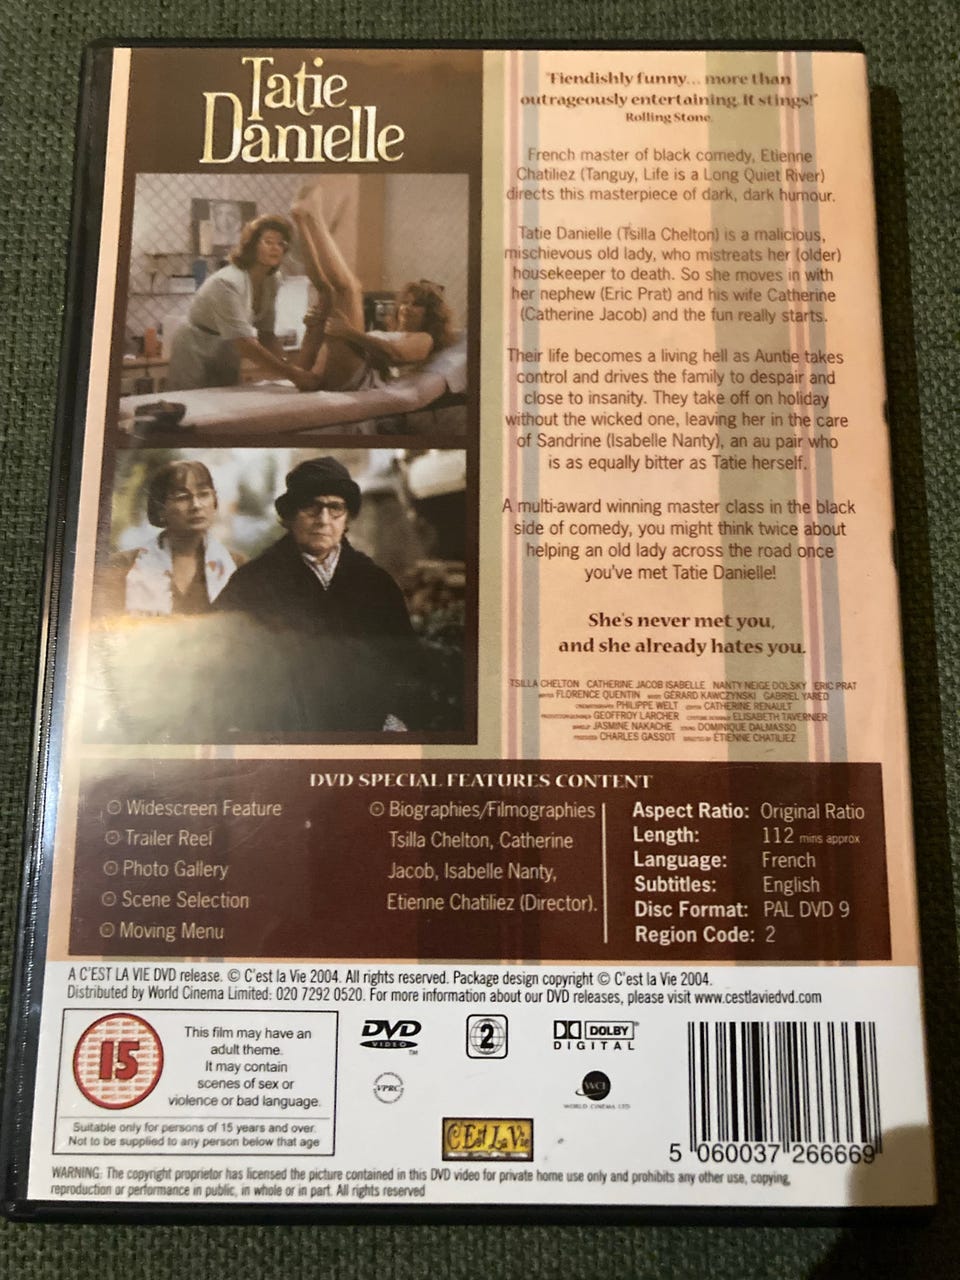 Tatie
Danielle
"Fiendishly funny... more than
outrageously entertaining. It stings!"
Rolling Stone.
French master of black comedy, Etienne
Chatiliez (Tanguy, Life is a Long Quiet River)
directs this masterpiece of dark, dark humour.
Tatie Danielle (Tsilla Chelton) is a malicious,
mischievous old lady, who mistreats her (older)
housekeeper to death. So she moves in with
her nephew (Eric Prat) and his wife Catherine
(Catherine Jacob) and the fun really starts.
Their life becomes a living hell as Auntie takes
control and drives the family to despair and
close to insanity. They take off on holiday
without the wicked one, leaving her in the care
of Sandrine (Isabelle Nanty), an au pair who
is as equally bitter as Tatie herself.
A multi-award winning master class in the black
side of comedy, you might think twice about
helping an old lady across the road once
you've met Tatie Danielle!
She's never met you,
and she already hates you.
TSILLA CHELTON CATHERINE JACOB ISABELLE NANTY NEIGE DOLSKY ERIC PRAT
FLORENCE QUENTIN GÉRARD KAWCZYNSKI GABRIEL YARED
PHILIPPE WELT CATHERINE RENAULT
GEOFFROY LARCHER ELISABETH TAVERNIER
JASMINE NAKACHE DOMINIQUE DALMASSO
CHARLES GASSOT ÉTIENNE CHATILIEZ
DVD SPECIAL FEATURES CONTENT
Widescreen Feature
Trailer Reel
Photo Gallery
Scene Selection
Moving Menu
Biographies/Filmographies
Tsilla Chelton, Catherine
Jacob, Isabelle Nanty,
Etienne Chatiliez (Director).
Aspect Ratio: Original Ratio
Length: 112 mins approx
Language: French
Subtitles: English
Disc Format: PAL DVD 9
Region Code: 2
A C'EST LA VIE DVD release. © C'est la Vie 2004. All rights reserved. Package design copyright © C'est la Vie 2004.
Distributed by World Cinema Limited: 020 7292 0520. For more information about our DVD releases, please visit www.cestlaviedvd.com
15
This film may have an
adult theme.
It may contain
scenes of sex or
violence or bad language.
Suitable only for persons of 15 years and over.
Not to be supplied to any person below that age
DVD
VIDEO
TM
VPRC
2
DOLBY
DIGITAL
WCL
WORLD CINEMA LTD
C'Est La Vie
5 060037 266669
WARNING: The copyright proprietor has licensed the picture contained in this DVD video for private home use only and prohibits any other use, copying,
reproduction or performance in public, in whole or in part. All rights reserved